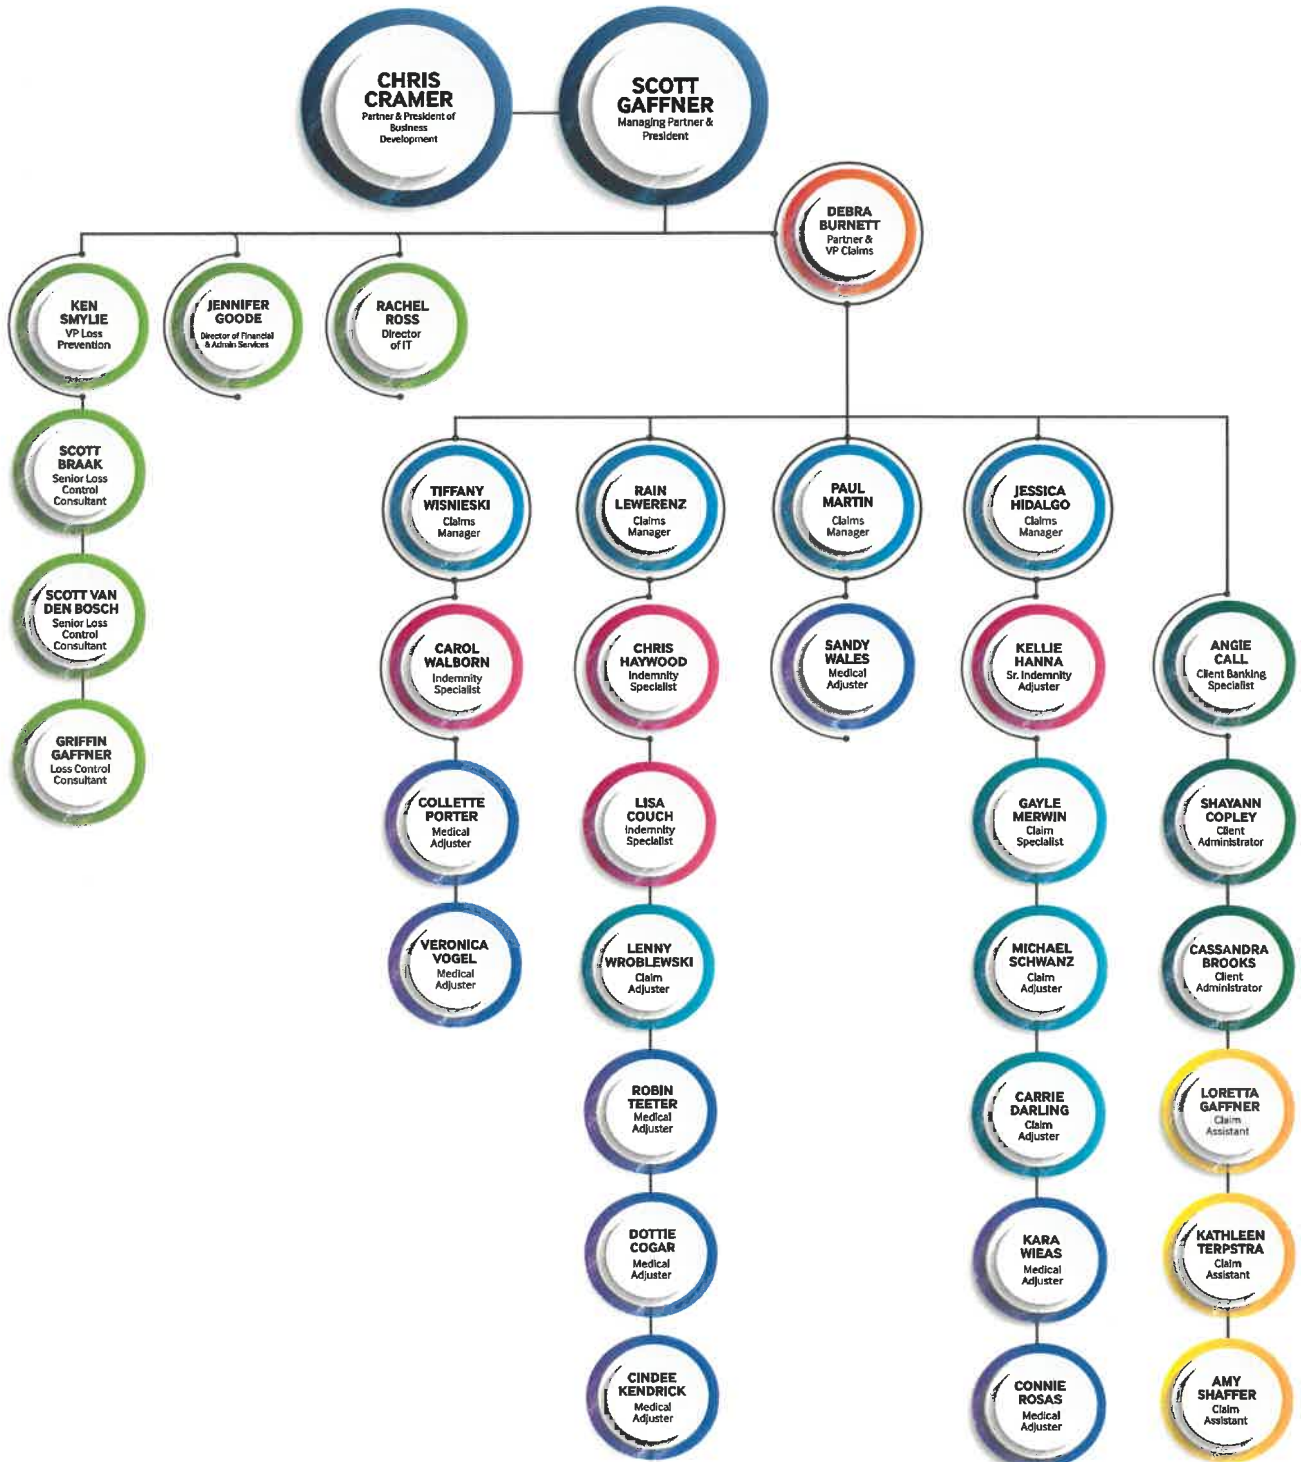 CHRIS
CRAMER
Partner & President of
Business
Development
SCOTT
GAFFNER
Managing Partner &
President
DEBRA
BURNETT
Partner &
VP Claims
KEN
SMYLIE
VP Loss
Prevention
JENNIFER
GOODE
Director of Financial
& Admin Services
RACHEL
ROSS
Director
of IT
SCOTT
BRAAK
Senior Loss
Control
Consultant
SCOTT VAN
DEN BOSCH
Senior Loss
Control
Consultant
GRIFFIN
GAFFNER
Loss Control
Consultant
TIFFANY
WISNIESKI
Claims
Manager
CAROL
WALBORN
Indemnity
Specialist
COLLETTE
PORTER
Medical
Adjuster
VERONICA
VOGEL
Medical
Adjuster
RAIN
LEWERENZ
Claims
Manager
CHRIS
HAYWOOD
Indemnity
Specialist
LISA
COUCH
Indemnity
Specialist
LENNY
WROBLEWSKI
Claim
Adjuster
ROBIN
TEETER
Medical
Adjuster
DOTTIE
COGAR
Medical
Adjuster
CINDEE
KENDRICK
Medical
Adjuster
PAUL
MARTIN
Claims
Manager
SANDY
WALES
Medical
Adjuster
JESSICA
HIDALGO
Claims
Manager
KELLIE
HANNA
Sr. Indemnity
Adjuster
GAYLE
MERWIN
Claim
Specialist
MICHAEL
SCHWANZ
Claim
Adjuster
CARRIE
DARLING
Claim
Adjuster
KARA
WIEAS
Medical
Adjuster
CONNIE
ROSAS
Medical
Adjuster
ANGIE
CALL
Client Banking
Specialist
SHAYANN
COPLEY
Client
Administrator
CASSANDRA
BROOKS
Client
Administrator
LORETTA
GAFFNER
Claim
Assistant
KATHLEEN
TERPSTRA
Claim
Assistant
AMY
SHAFFER
Claim
Assistant